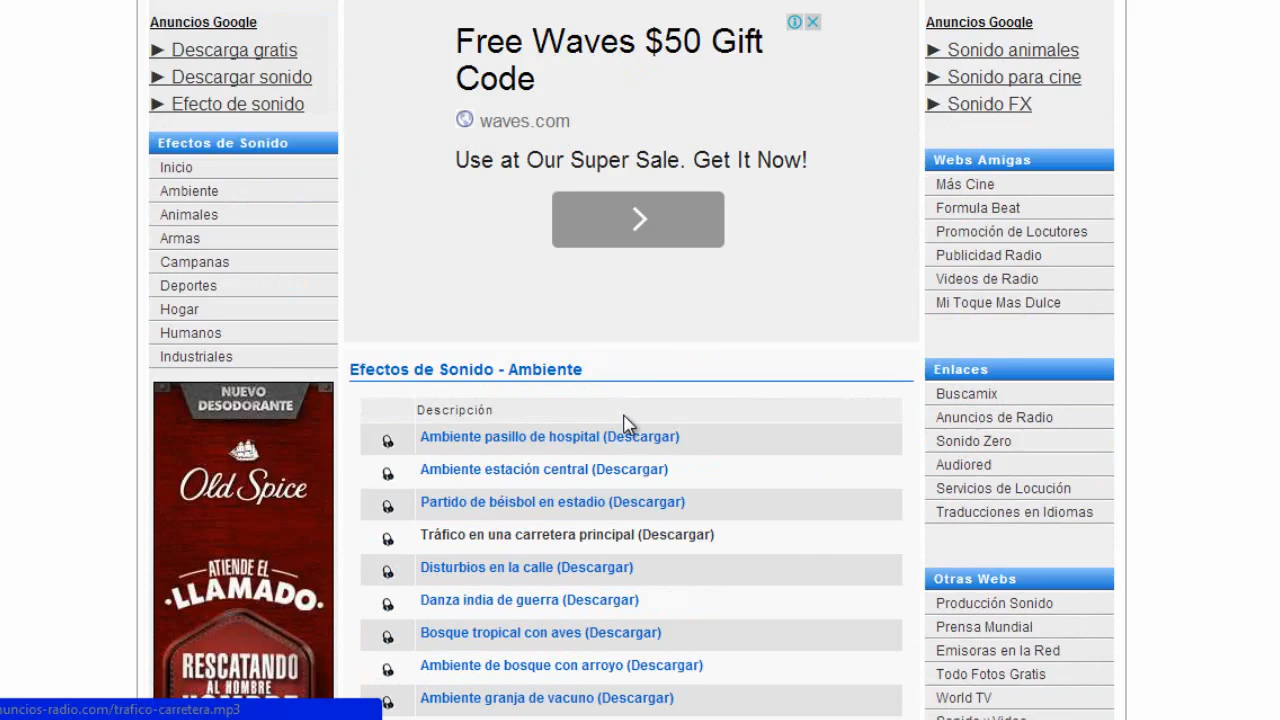 Anuncios Google
► Descarga gratis
► Descargar sonido
► Efecto de sonido
Efectos de Sonido
Inicio
Ambiente
Animales
Armas
Campanas
Deportes
Hogar
Humanos
Industriales
NUEVO
DESODORANTE
Old Spice
ATIENDE EL
LLAMADO.
RESCATANDO
AL HOMBRE
HOMBRE
Free Waves $50 Gift
Code
waves.com
Use at Our Super Sale. Get It Now!
Efectos de Sonido - Ambiente
Descripción
Ambiente pasillo de hospital (Descargar)
Ambiente estación central (Descargar)
Partido de béisbol en estadio (Descargar)
Tráfico en una carretera principal (Descargar)
Disturbios en la calle (Descargar)
Danza india de guerra (Descargar)
Bosque tropical con aves (Descargar)
Ambiente de bosque con arroyo (Descargar)
Ambiente granja de vacuno (Descargar)
Anuncios Google
► Sonido animales
► Sonido para cine
► Sonido FX
Webs Amigas
Más Cine
Formula Beat
Promoción de Locutores
Publicidad Radio
Videos de Radio
Mi Toque Mas Dulce
Enlaces
Buscamix
Anuncios de Radio
Sonido Zero
Audiored
Servicios de Locución
Traducciones en Idiomas
Otras Webs
Producción Sonido
Prensa Mundial
Emisoras en la Red
Todo Fotos Gratis
World TV
Sonido y Video
nuncios-radio.com/trafico-carretera.mp3